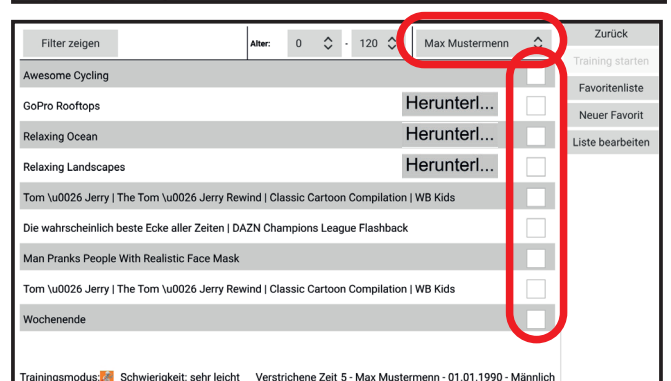 Filter zeigen Alter: 0 - 120 Max Mustermenn Zurück
Training starten
Awesome Cycling
Favoritenliste
GoPro Rooftops Herunterl...
Neuer Favorit
Relaxing Ocean Herunterl...
Liste bearbeiten
Relaxing Landscapes Herunterl...
Tom \u0026 Jerry | The Tom \u0026 Jerry Rewind | Classic Cartoon Compilation | WB Kids
Die wahrscheinlich beste Ecke aller Zeiten | DAZN Champions League Flashback
Man Pranks People With Realistic Face Mask
Tom \u0026 Jerry | The Tom \u0026 Jerry Rewind | Classic Cartoon Compilation | WB Kids
Wochenende
Trainingsmodus: Schwierigkeit: sehr leicht Verstrichene Zeit 5 - Max Mustermenn - 01.01.1990 - Männlich